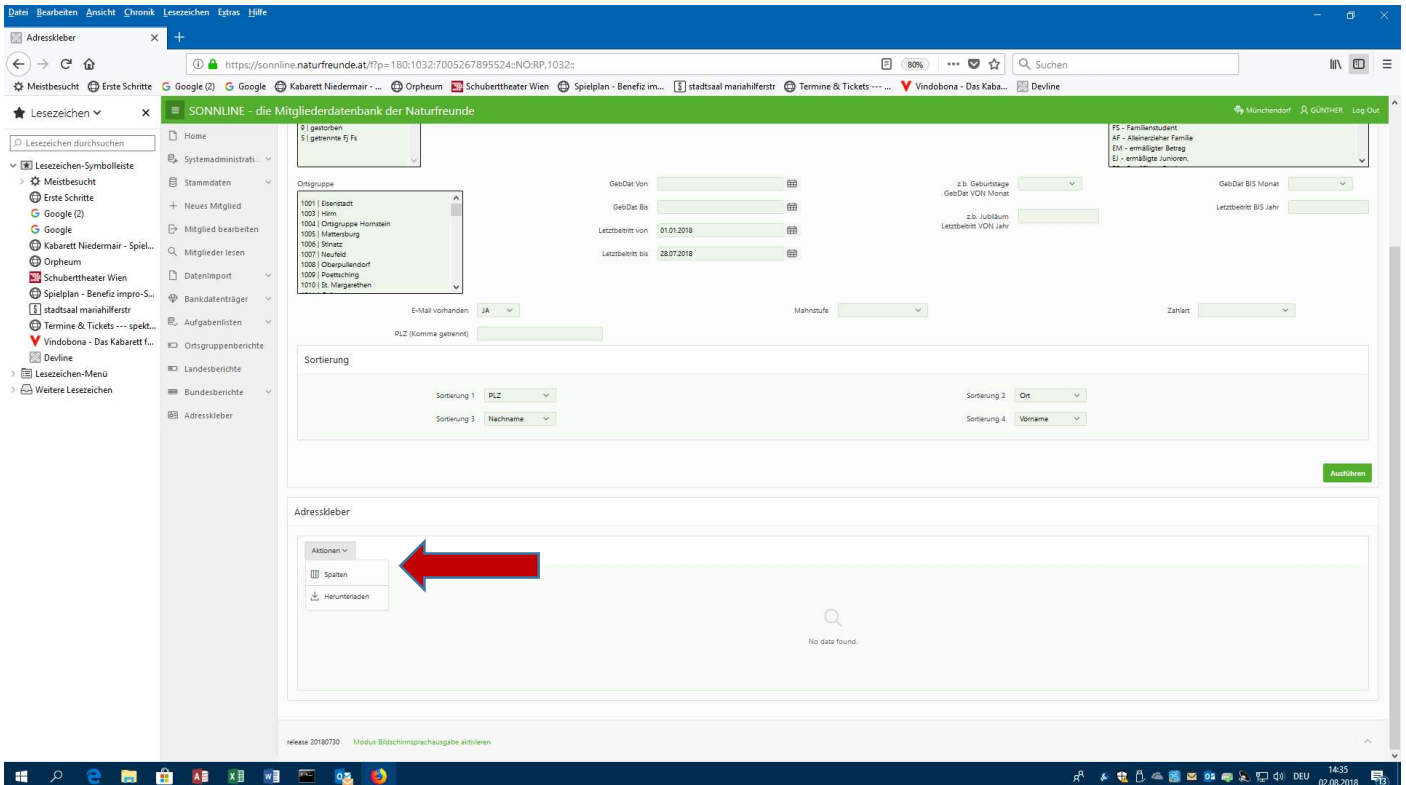 Datei Bearbeiten Ansicht Chronik Lesezeichen Extras Hilfe
Adresskleber
https://sonnline.naturfreunde.at/f?p=180:1032:7005267895524::NO:RP,1032::
80%
Suchen
Meistbesucht Erste Schritte Google (2) Google Kabarett Niedermair - ... Orpheum Schuberttheater Wien Spielplan - Benefiz im... stadtsaal mariahilferstr Termine & Tickets --- ... Vindobona - Das Kaba... Devline
Lesezeichen
Lesezeichen durchsuchen
Lesezeichen-Symbolleiste
Meistbesucht
Erste Schritte
Google (2)
Google
Kabarett Niedermair - Spiel...
Orpheum
Schuberttheater Wien
Spielplan - Benefiz impro-S...
stadtsaal mariahilferstr
Termine & Tickets --- spekt...
Vindobona - Das Kabarett f...
Devline
Lesezeichen-Menü
Weitere Lesezeichen
SONNLINE - die Mitgliederdatenbank der Naturfreunde
Münchendorf GÜNTHER Log Out
Home
Systemadministrati...
Stammdaten
Neues Mitglied
Mitglied bearbeiten
Mitglieder lesen
Datenimport
Bankdatenträger
Aufgabenlisten
Ortsgruppenberichte
Landesberichte
Bundesberichte
Adresskleber
9 | gestorben
S | getrennte Fj Fs
FS - Familienstudent
AF - Alleinerzieher Familie
EM - ermäßigter Betrag
EJ - ermäßigte Junioren,
Ortsgruppe
1001 | Eisenstadt
1003 | Hirm
1004 | Ortsgruppe Hornstein
1005 | Mattersburg
1006 | Stinatz
1007 | Neufeld
1008 | Oberpullendorf
1009 | Poettsching
1010 | St. Margarethen
GebDat Von
GebDat Bis
Letztbeitritt von 01.01.2018
Letztbeitritt bis 28.07.2018
z.b. Geburtstage
GebDat VON Monat
z.b. Jubiläum
Letztbeitritt VON Jahr
GebDat BIS Monat
Letztbeitritt BIS Jahr
E-Mail vorhanden JA
Mahnstufe
Zahlart
PLZ (Komma getrennt)
Sortierung
Sortierung 1 PLZ
Sortierung 2 Ort
Sortierung 3 Nachname
Sortierung 4 Vorname
Ausführen
Adresskleber
Aktionen
Spalten
Herunterladen
No data found.
release 20180730 Modus Bildschirmsprachausgabe aktivieren
DEU
14:35
02.08.2018